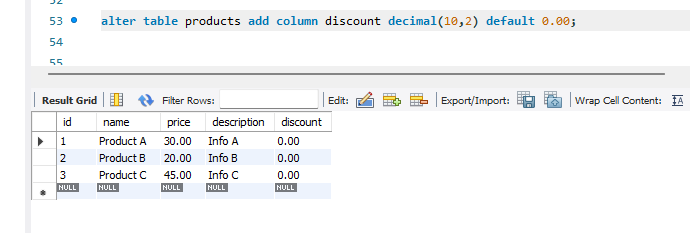 53 alter table products add column discount decimal(10,2) default 0.00;
54
Result Grid Filter Rows: Edit: Export/Import: Wrap Cell Content: IA
id name price description discount
1 Product A 30.00 Info A 0.00
2 Product B 20.00 Info B 0.00
3 Product C 45.00 Info C 0.00
NULL NULL NULL NULL NULL